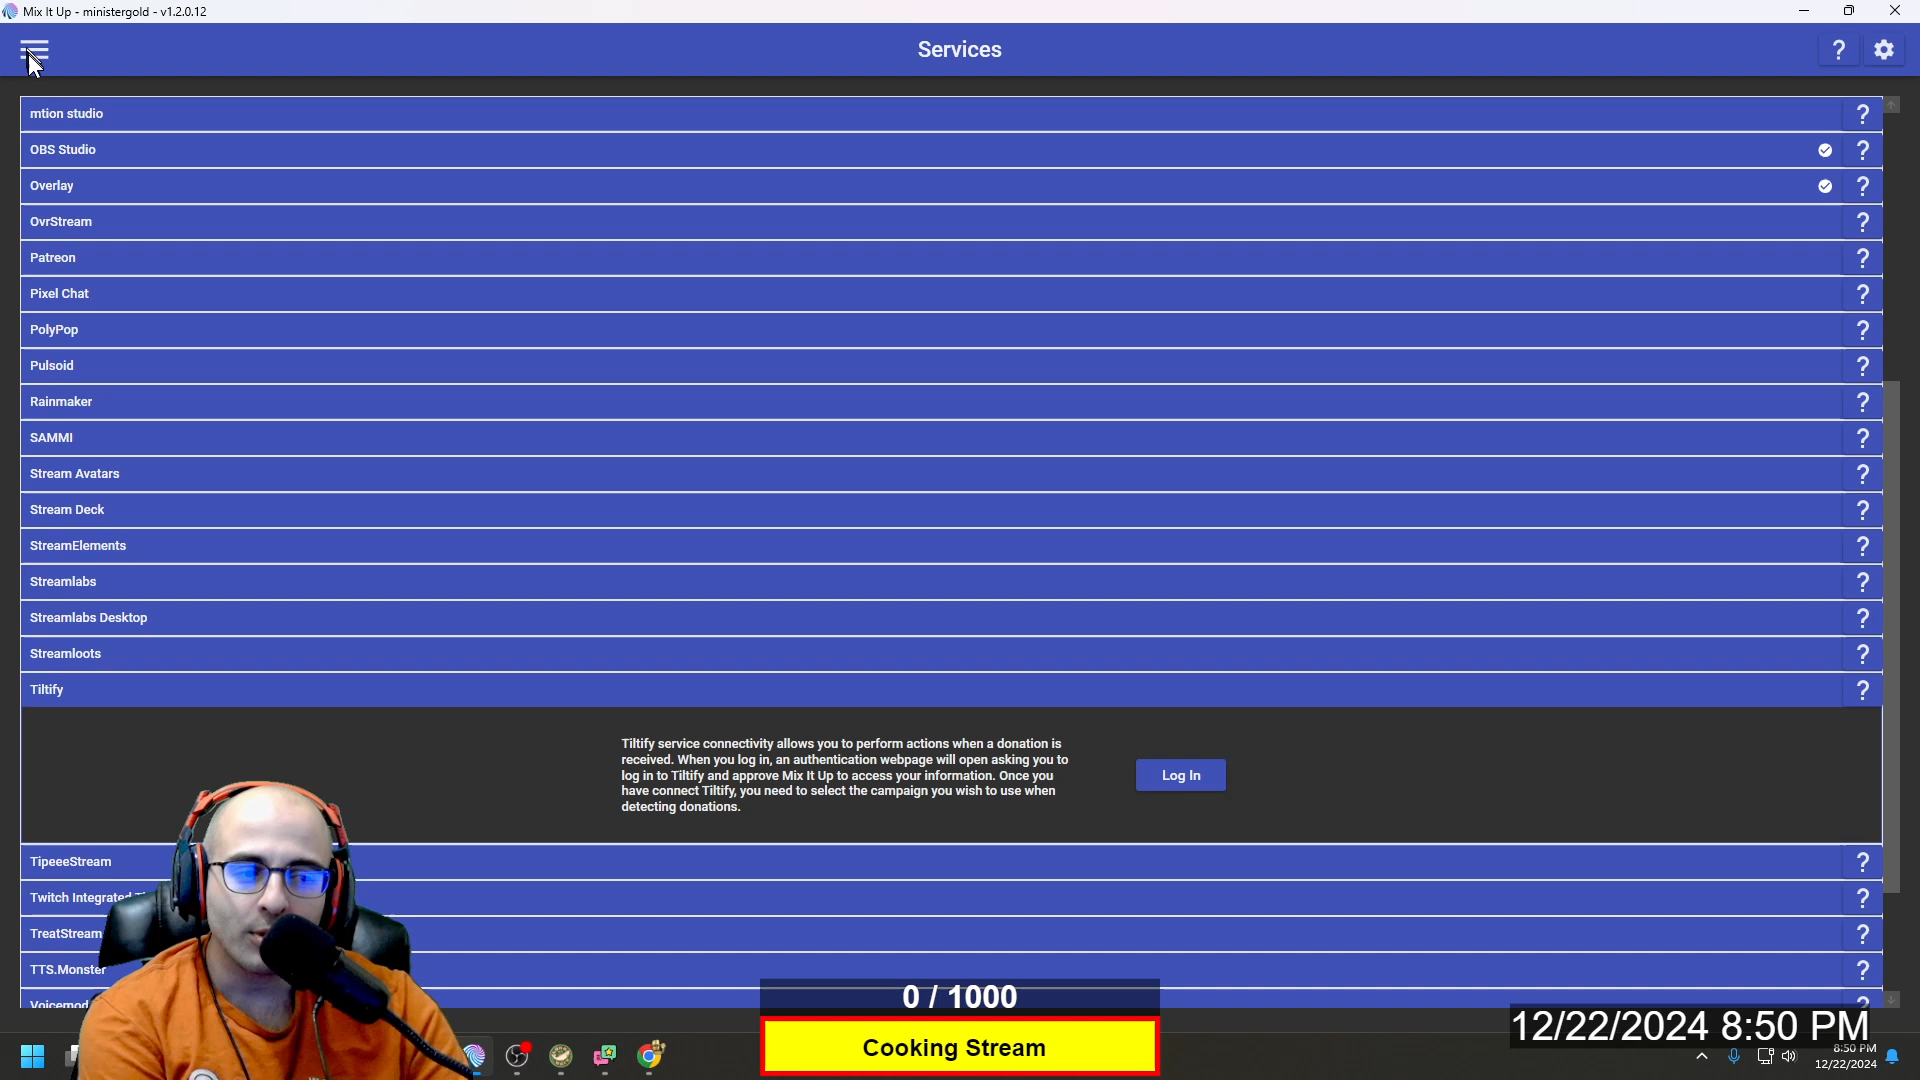 Mix It Up - ministergold - v1.2.0.12
Services
?
mtion studio ?
OBS Studio ?
Overlay ?
OvrStream ?
Patreon ?
Pixel Chat ?
PolyPop ?
Pulsoid ?
Rainmaker ?
SAMMI ?
Stream Avatars ?
Stream Deck ?
StreamElements ?
Streamlabs ?
Streamlabs Desktop ?
Streamloots ?
Tiltify ?
Tiltify service connectivity allows you to perform actions when a donation is
received. When you log in, an authentication webpage will open asking you to
log in to Tiltify and approve Mix It Up to access your information. Once you
have connect Tiltify, you need to select the campaign you wish to use when
detecting donations.
Log In
TipeeeStream ?
Twitch Integrated ?
TreatStream ?
TTS.Monster ?
Voicemod ?
0 / 1000
Cooking Stream
12/22/2024 8:50 PM
8:50 PM
12/22/2024